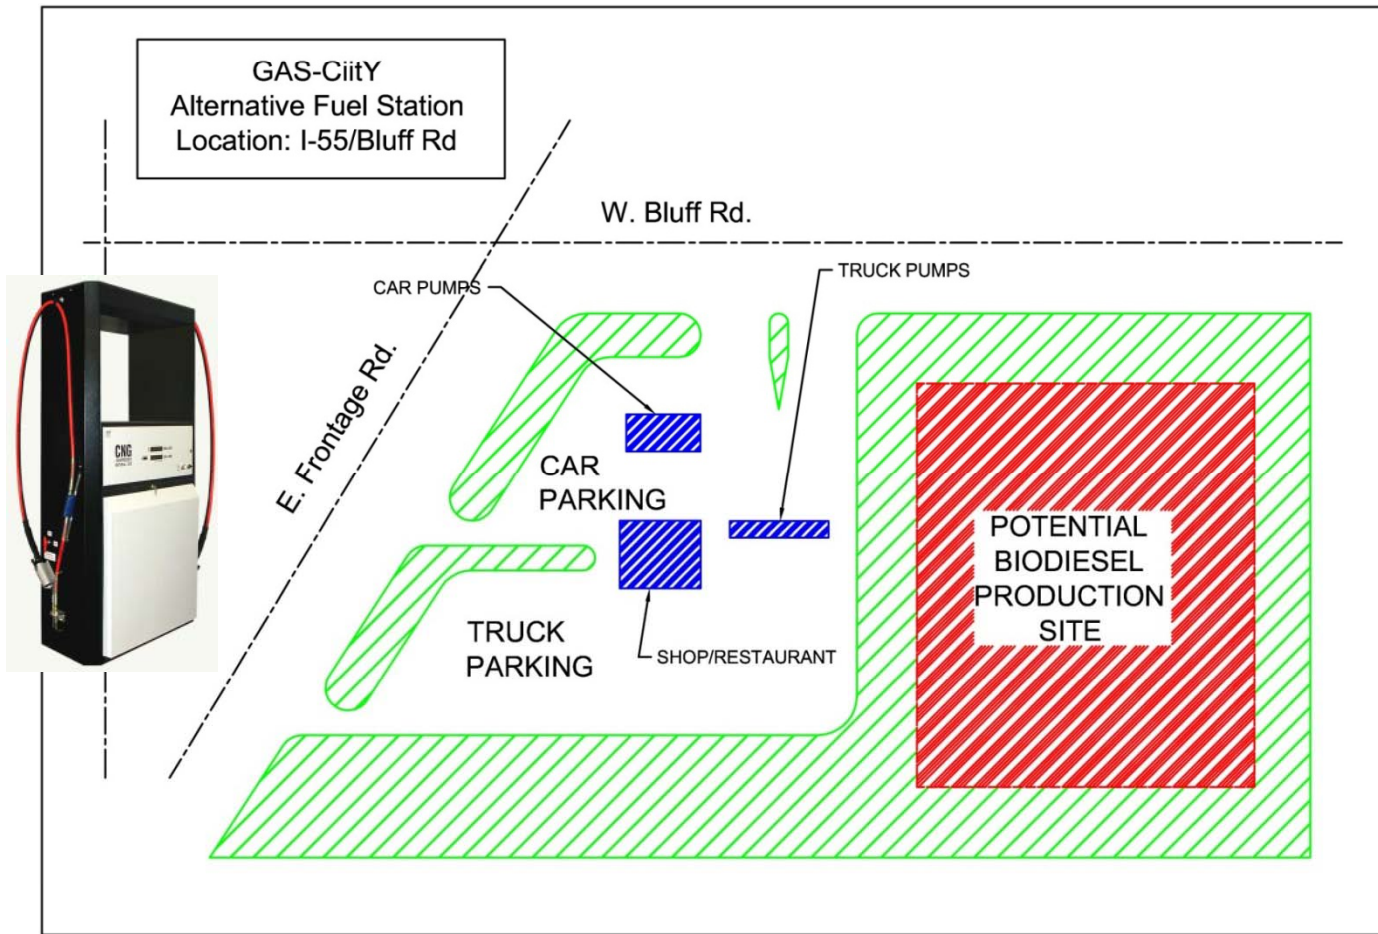 GAS-CiitY
Alternative Fuel Station
Location: I-55/Bluff Rd
W. Bluff Rd.
TRUCK PUMPS
CAR PUMPS
E. Frontage Rd.
CAR
PARKING
CNG
POTENTIAL
BIODIESEL
PRODUCTION
SITE
TRUCK
PARKING
SHOP/RESTAURANT